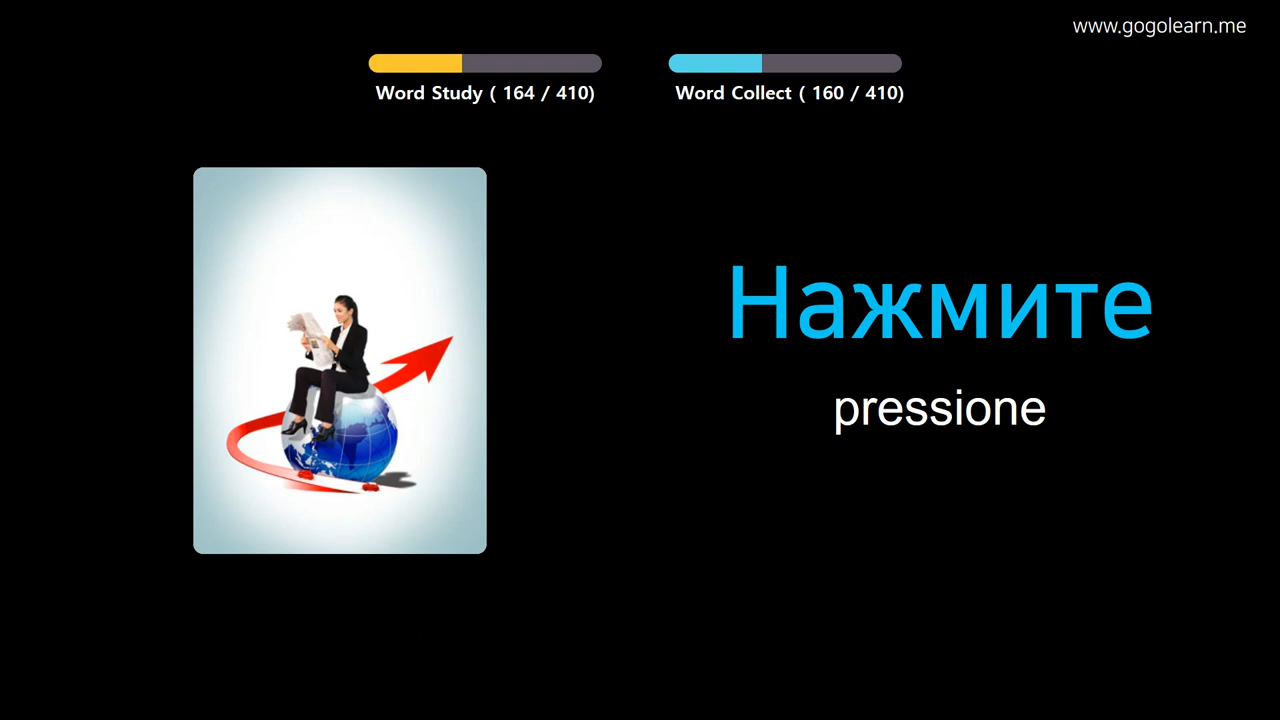 www.gogolearn.me
Word Study ( 164 / 410)
Word Collect ( 160 / 410)
Нажмите
pressione